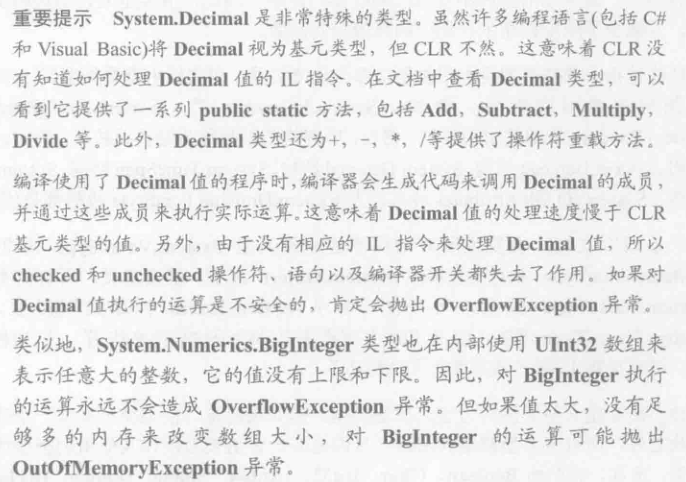 重要提示 System.Decimal 是非常特殊的类型。虽然许多编程语言(包括 C#
和 Visual Basic)将 Decimal 视为基元类型，但 CLR 不然。这意味着 CLR 没
有知道如何处理 Decimal 值的 IL 指令。在文档中查看 Decimal 类型，可以
看到它提供了一系列 public static 方法，包括 Add，Subtract，Multiply，
Divide 等。此外，Decimal 类型还为+，-，*，/等提供了操作符重载方法。
编译使用了 Decimal 值的程序时,编译器会生成代码来调用 Decimal 的成员，
并通过这些成员来执行实际运算。这意味着 Decimal 值的处理速度慢于 CLR
基元类型的值。另外，由于没有相应的 IL 指令来处理 Decimal 值，所以
checked 和 unchecked 操作符、语句以及编译器开关都失去了作用。如果对
Decimal 值执行的运算是不安全的，肯定会抛出 OverflowException 异常。
类似地，System.Numerics.BigInteger 类型也在内部使用 UInt32 数组来
表示任意大的整数，它的值没有上限和下限。因此，对 BigInteger 执行
的运算永远不会造成 OverflowException 异常。但如果值太大，没有足
够多的内存来改变数组大小，对 BigInteger 的运算可能抛出
OutOfMemoryException 异常。